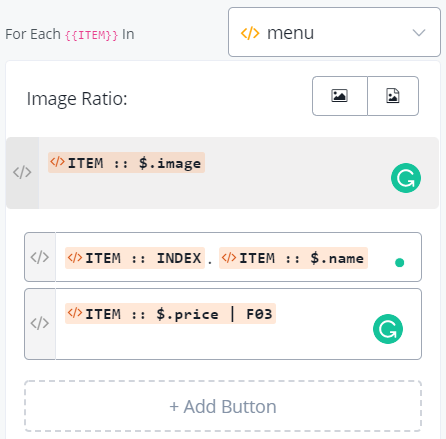 For Each {{ITEM}} In </> menu
Image Ratio:
</> </>ITEM :: $.image
</> </>ITEM :: INDEX. </>ITEM :: $.name
</> </>ITEM :: $.price | F03
+ Add Button